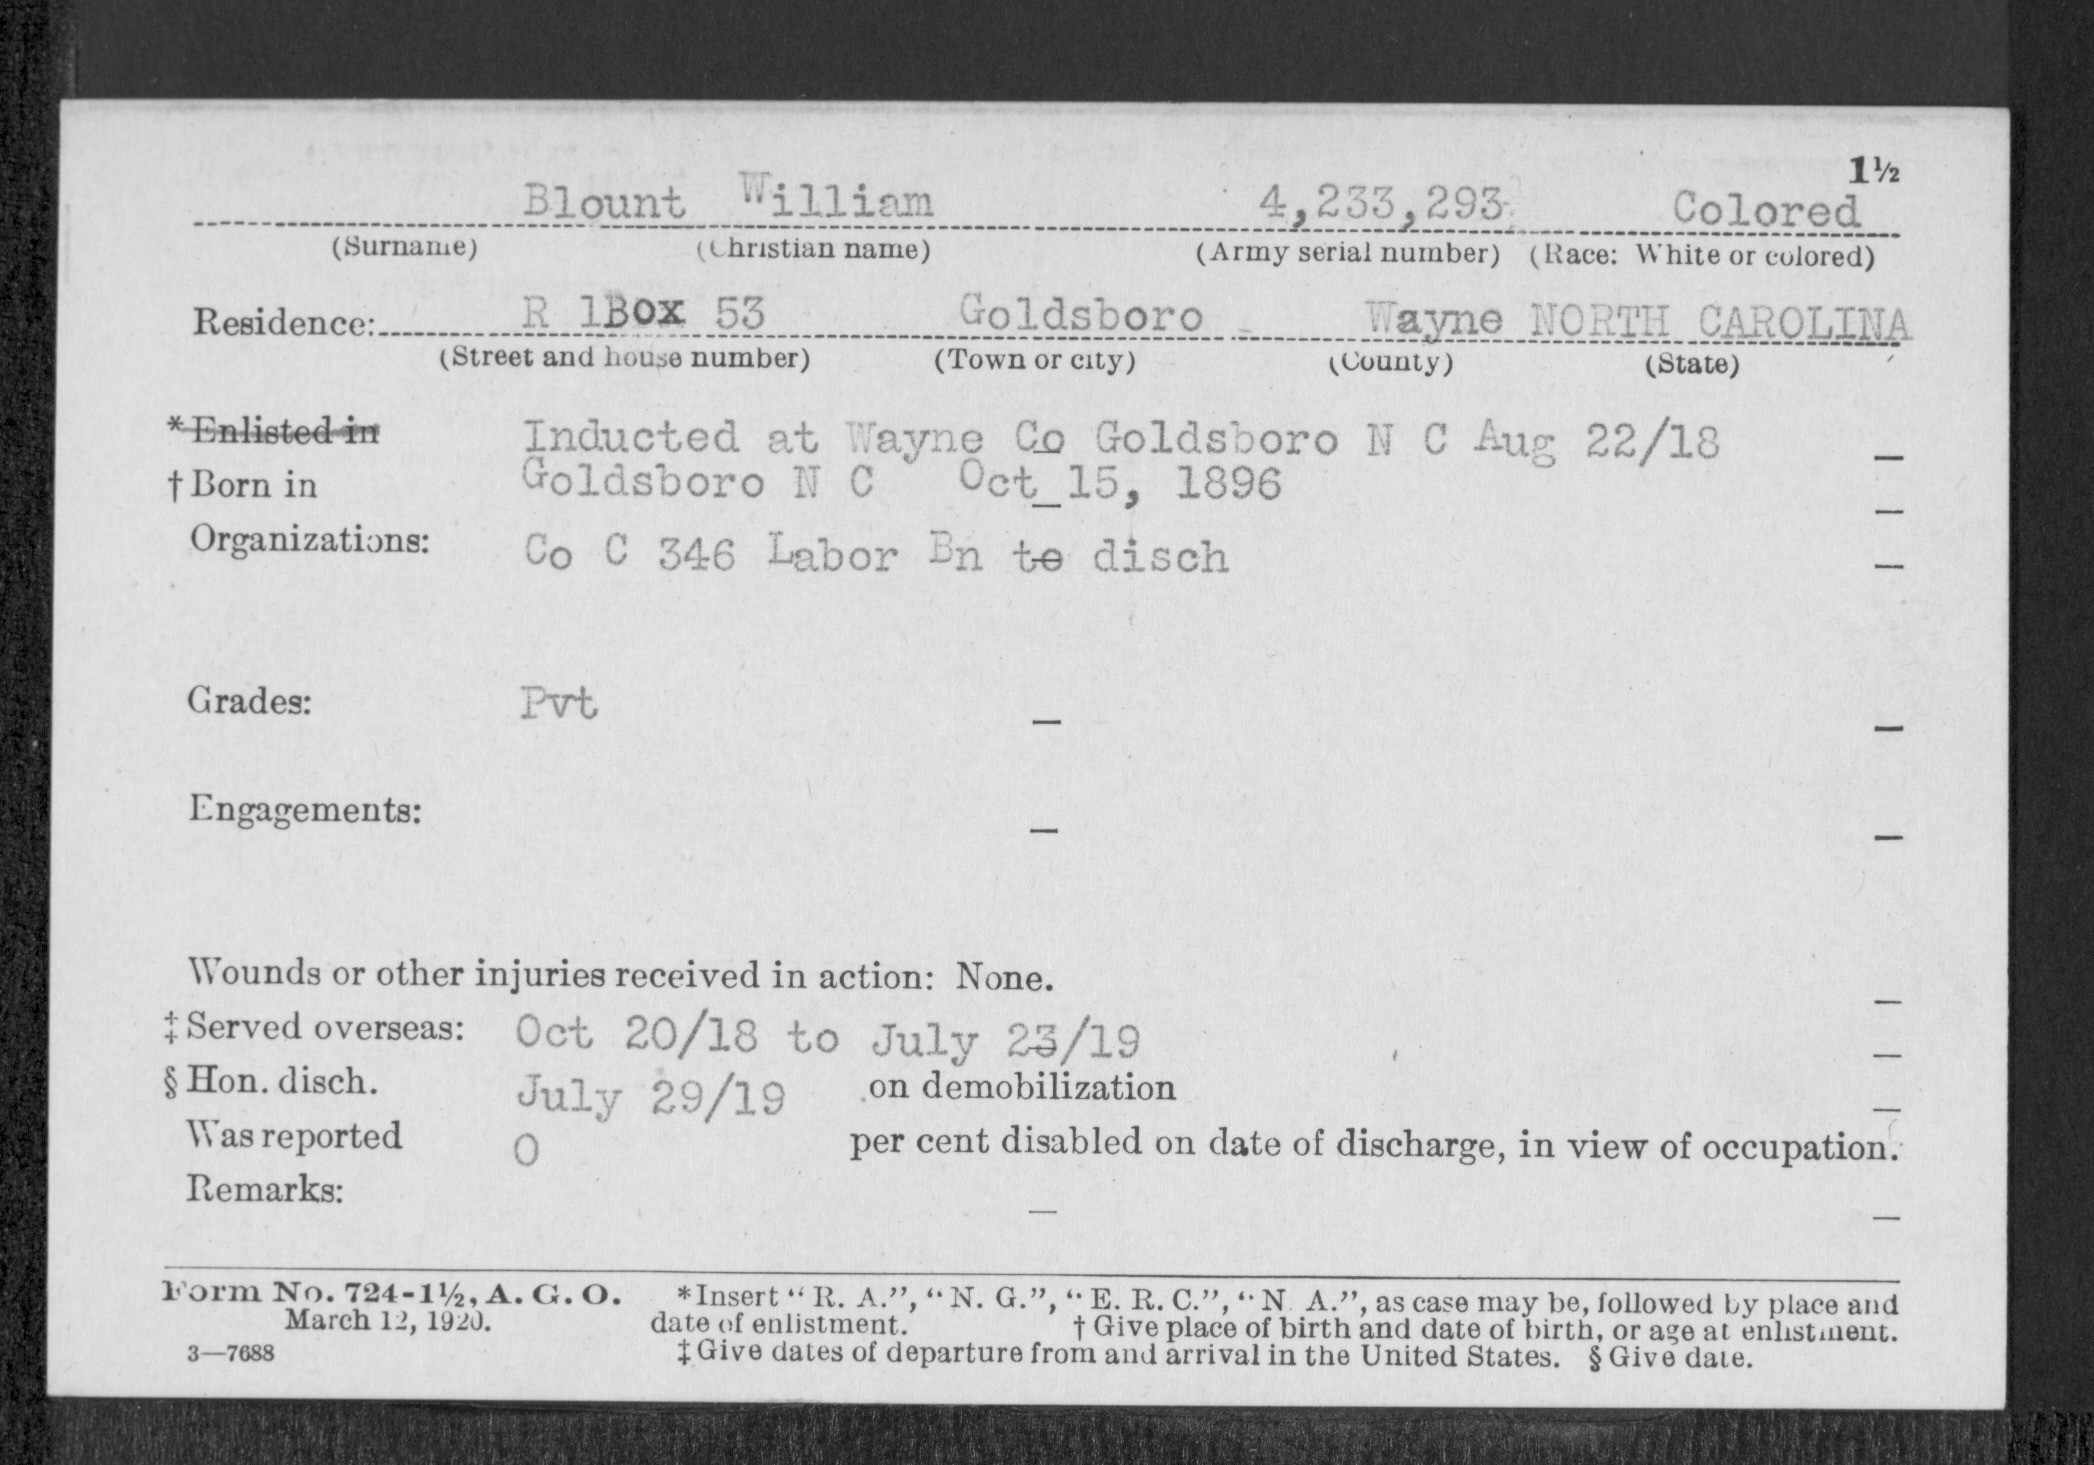 1½
Blount William 4,233,293 Colored
(Surname) (Christian name) (Army serial number) (Race: White or colored)
Residence: R 1Box 53 Goldsboro Wayne NORTH CAROLINA
(Street and house number) (Town or city) (County) (State)
*Enlisted in Inducted at Wayne Co Goldsboro N C Aug 22/18
†Born in Goldsboro N C Oct 15, 1896
Organizations: Co C 346 Labor Bn to disch
Grades: Pvt
Engagements:
Wounds or other injuries received in action: None.
‡Served overseas: Oct 20/18 to July 23/19
§Hon. disch. July 29/19 on demobilization
Was reported 0 per cent disabled on date of discharge, in view of occupation.
Remarks:
Form No. 724-1½, A. G. O. *Insert "R. A.", "N. G.", "E. R. C.", "N. A.", as case may be, followed by place and
March 12, 1920. date of enlistment. †Give place of birth and date of birth, or age at enlistment.
3—7688 ‡Give dates of departure from and arrival in the United States. §Give date.